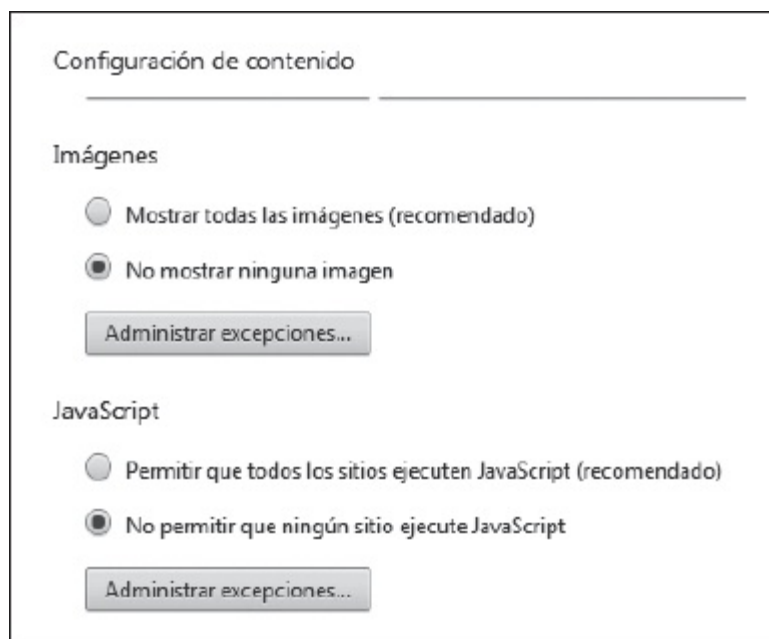 Configuración de contenido
Imágenes
Mostrar todas las imágenes (recomendado)
No mostrar ninguna imagen
Administrar excepciones...
JavaScript
Permitir que todos los sitios ejecuten JavaScript (recomendado)
No permitir que ningún sitio ejecute JavaScript
Administrar excepciones...